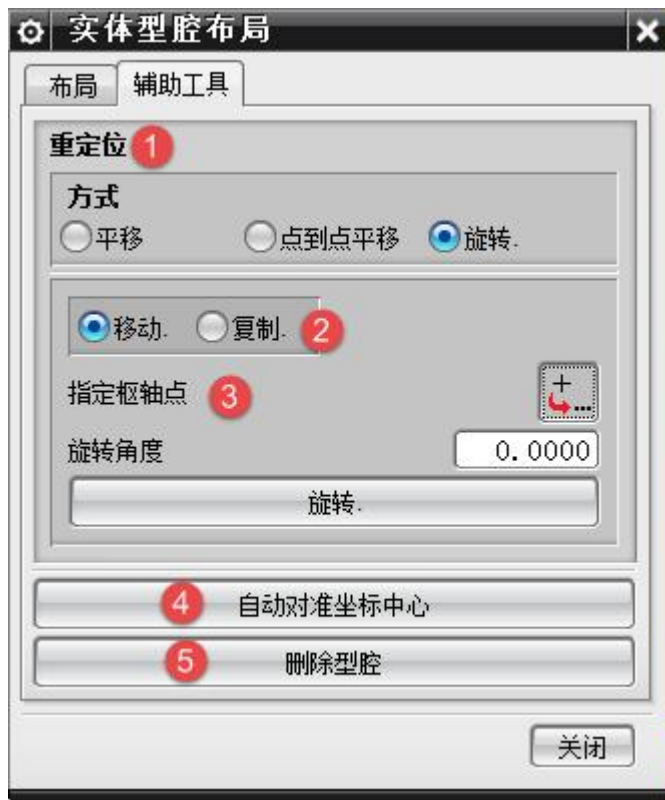 实体型腔布局
布局 辅助工具
重定位 1
方式
平移 点到点平移 旋转.
移动. 复制. 2
指定枢轴点 3
旋转角度 0.0000
旋转.
4 自动对准坐标中心
5 删除型腔
关闭